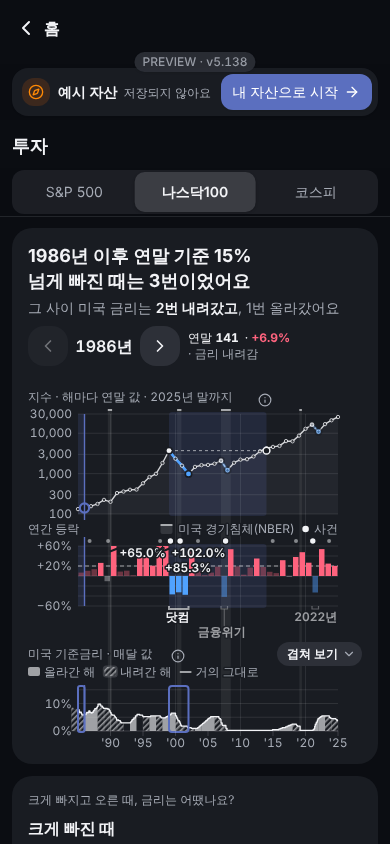 홈
PREVIEW · v5.138
예시 자산 저장되지 않아요 내 자산으로 시작
투자
S&P 500 나스닥100 코스피
1986년 이후 연말 기준 15%
넘게 빠진 때는 3번이었어요
그 사이 미국 금리는 2번 내려갔고, 1번 올라갔어요
1986년 연말 141 · +6.9%
· 금리 내려감
지수 · 해마다 연말 값 · 2025년 말까지
30,000
10,000
3,000
1,000
300
100
연간 등락 미국 경기침체(NBER) 사건
+60%
+65.0% +102.0%
+20% +85.3%
−60%
닷컴 2022년
금융위기
미국 기준금리 · 매달 값 겹쳐 보기
올라간 해 내려간 해 거의 그대로
10%
0%
'90 '95 '00 '05 '10 '15 '20 '25
크게 빠지고 오른 때, 금리는 어땠나요?
크게 빠진 때